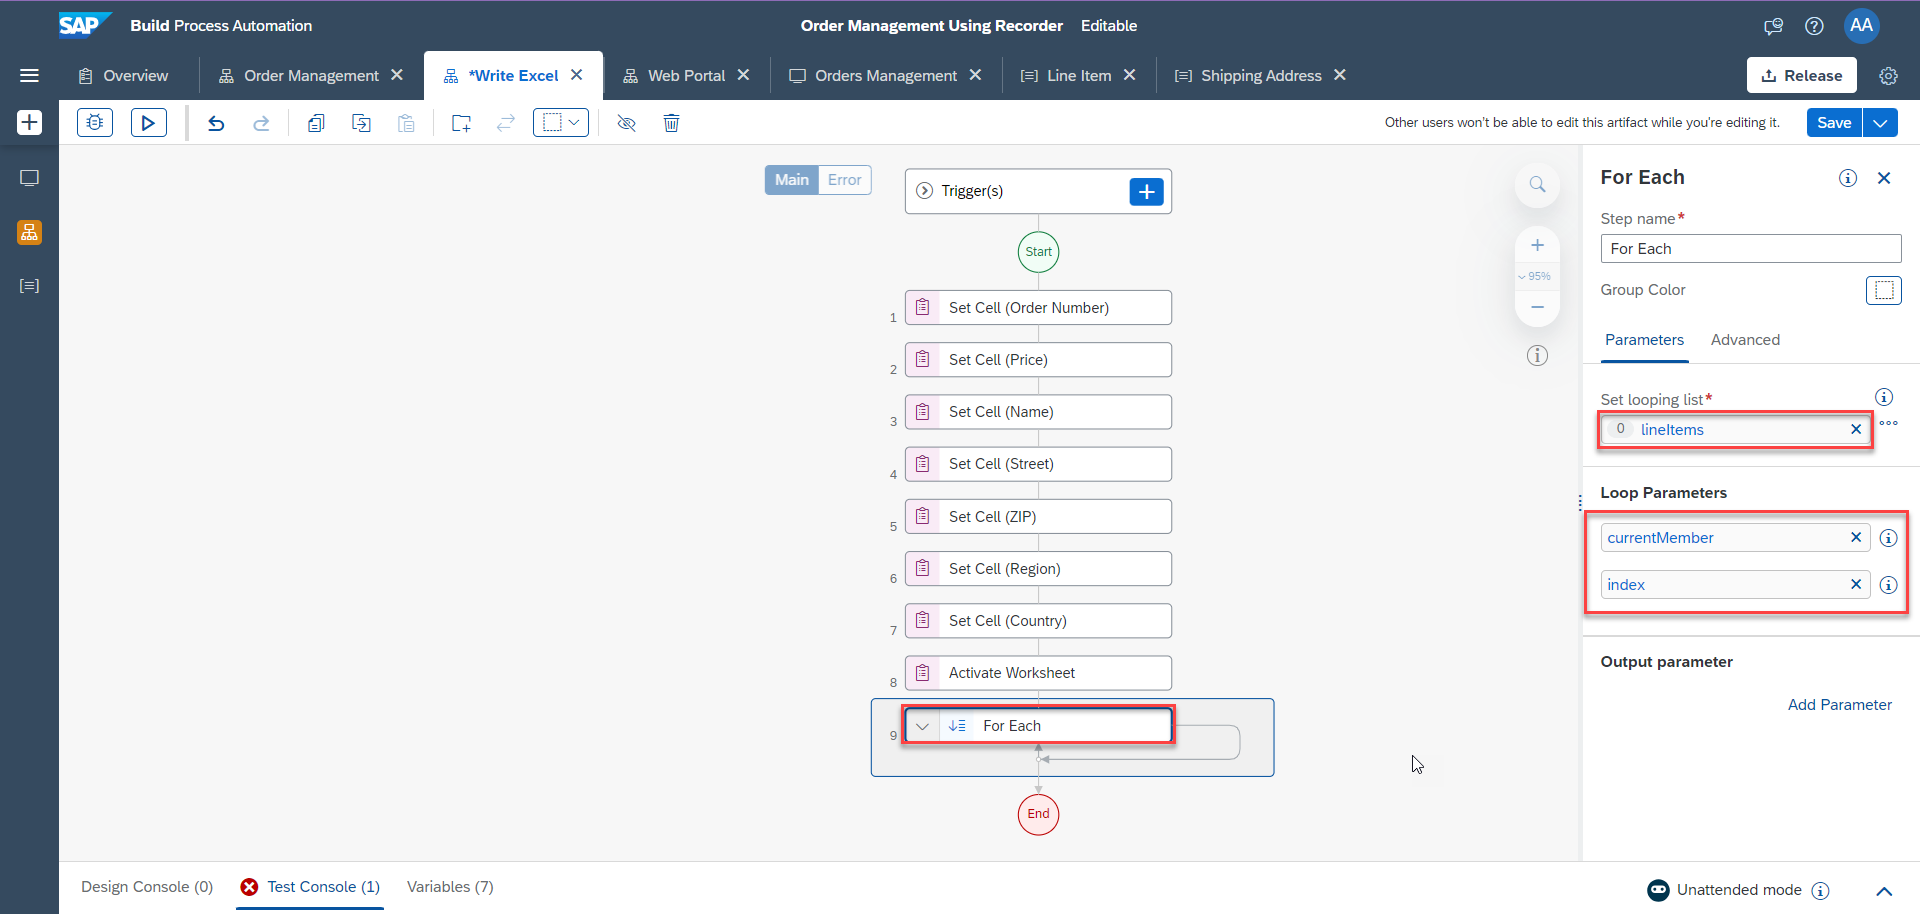 SAP Build Process Automation
Order Management Using Recorder Editable
AA
Overview
Order Management
*Write Excel
Web Portal
Orders Management
Line Item
Shipping Address
Release
Other users won't be able to edit this artifact while you're editing it.
Save
Main Error
Trigger(s)
Start
1 Set Cell (Order Number)
2 Set Cell (Price)
3 Set Cell (Name)
4 Set Cell (Street)
5 Set Cell (ZIP)
6 Set Cell (Region)
7 Set Cell (Country)
8 Activate Worksheet
9 For Each
End
95%
For Each
Step name*
For Each
Group Color
Parameters Advanced
Set looping list*
0 lineItems
Loop Parameters
currentMember
index
Output parameter
Add Parameter
Design Console (0) Test Console (1) Variables (7)
Unattended mode